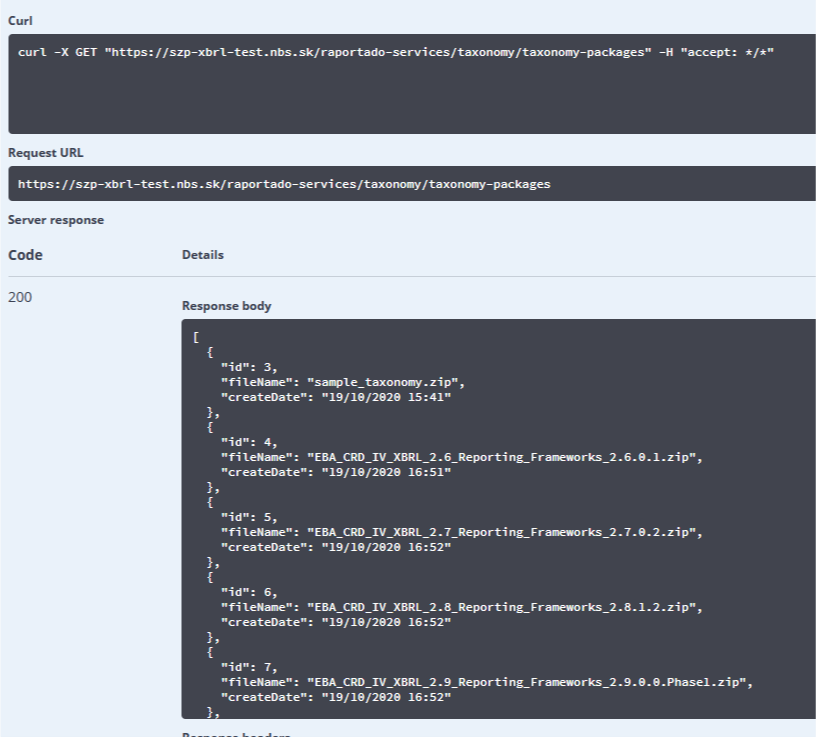 Curl
curl -X GET "https://szp-xbrl-test.nbs.sk/raportado-services/taxonomy/taxonomy-packages" -H "accept: */*"
Request URL
https://szp-xbrl-test.nbs.sk/raportado-services/taxonomy/taxonomy-packages
Server response
Code Details
200
Response body
[
  {
    "id": 3,
    "fileName": "sample_taxonomy.zip",
    "createDate": "19/10/2020 15:41"
  },
  {
    "id": 4,
    "fileName": "EBA_CRD_IV_XBRL_2.6_Reporting_Frameworks_2.6.0.1.zip",
    "createDate": "19/10/2020 16:51"
  },
  {
    "id": 5,
    "fileName": "EBA_CRD_IV_XBRL_2.7_Reporting_Frameworks_2.7.0.2.zip",
    "createDate": "19/10/2020 16:52"
  },
  {
    "id": 6,
    "fileName": "EBA_CRD_IV_XBRL_2.8_Reporting_Frameworks_2.8.1.2.zip",
    "createDate": "19/10/2020 16:52"
  },
  {
    "id": 7,
    "fileName": "EBA_CRD_IV_XBRL_2.9_Reporting_Frameworks_2.9.0.0.Phase1.zip",
    "createDate": "19/10/2020 16:52"
  },
Response headers